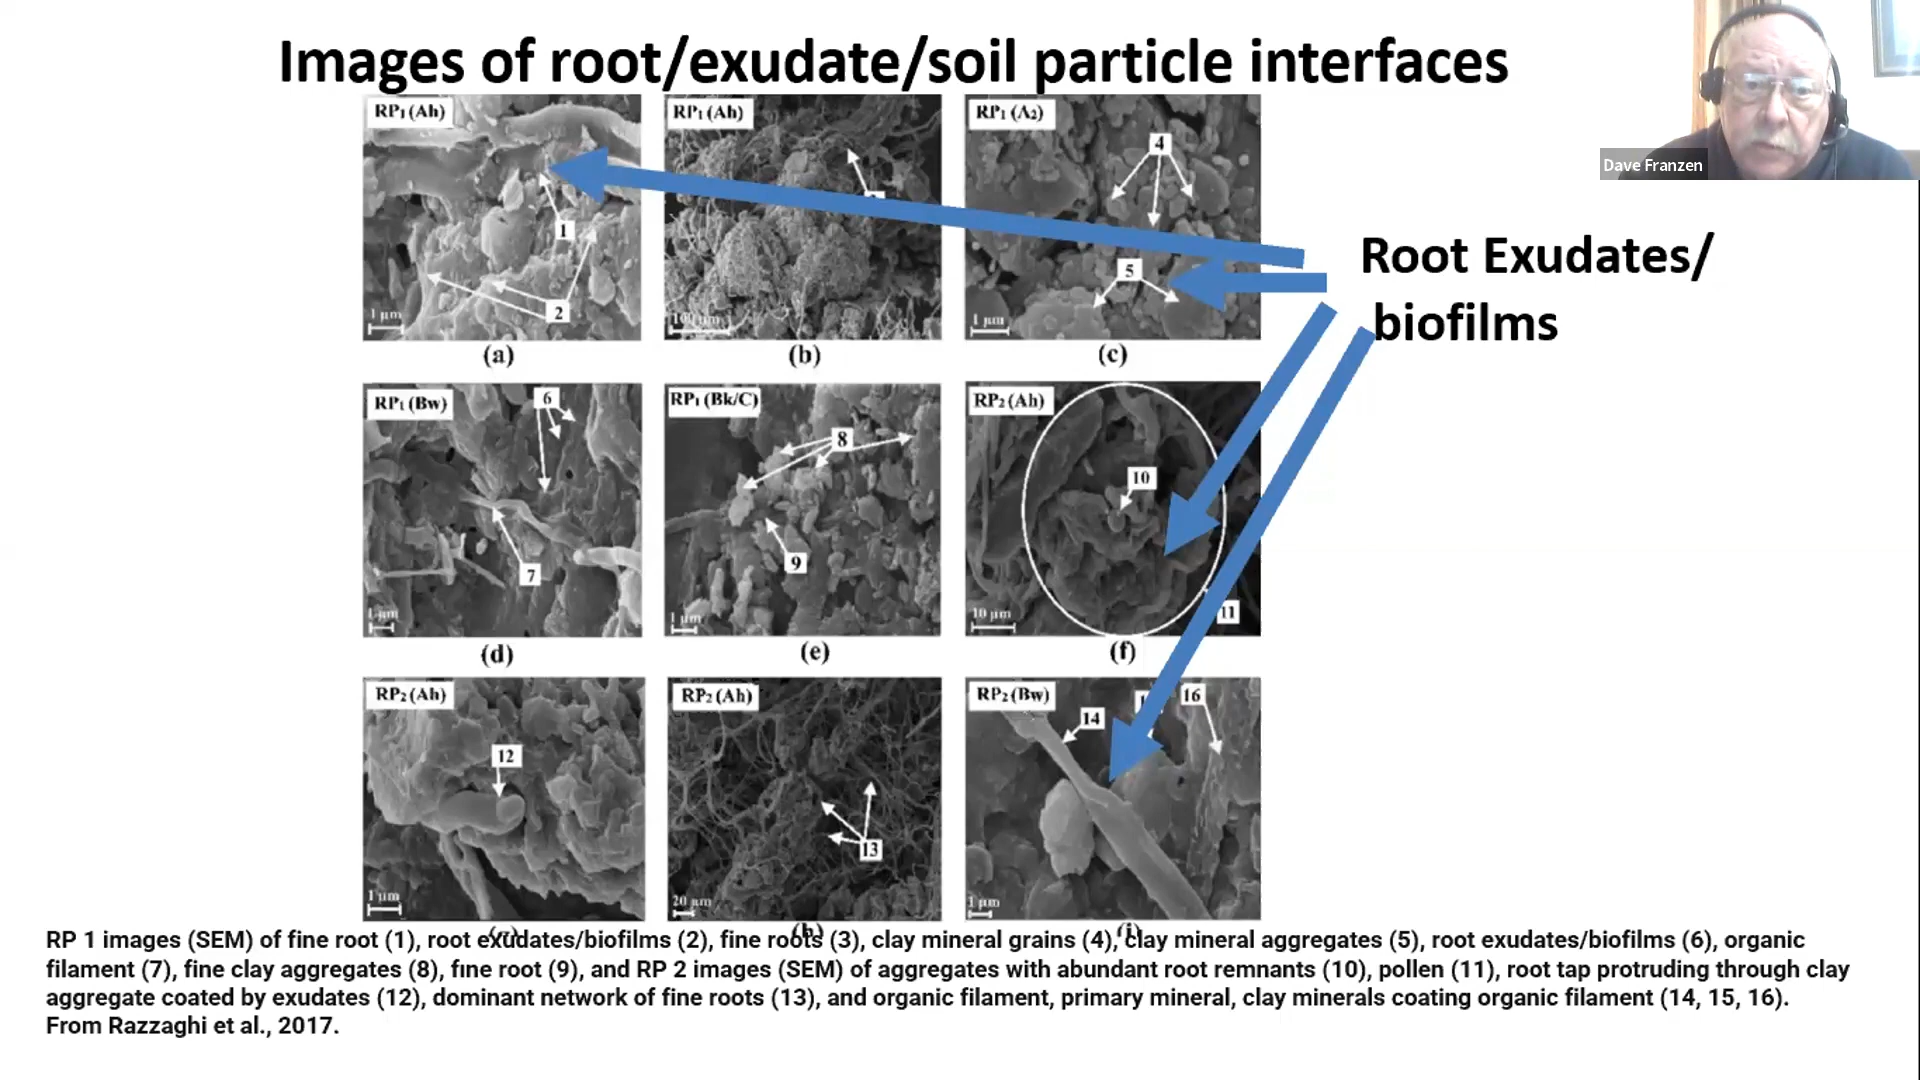 Images of root/exudate/soil particle interfaces
Dave Franzen
RP₁ (Ah)
1
2
1 μm
(a)
RP₁ (Ah)
100 μm
(b)
RP₁ (A₂)
4
5
1 μm
(c)
Root Exudates/
biofilms
RP₁ (Bw)
6
7
1 μm
(d)
RP₁ (Bk/C)
8
9
1 μm
(e)
RP₂ (Ah)
10
11
10 μm
(f)
RP₂ (Ah)
12
1 μm
RP₂ (Ah)
13
20 μm
(h)
RP₂ (Bw)
14
16
1 μm
(i)
RP 1 images (SEM) of fine root (1), root exudates/biofilms (2), fine roots (3), clay mineral grains (4), clay mineral aggregates (5), root exudates/biofilms (6), organic
filament (7), fine clay aggregates (8), fine root (9), and RP 2 images (SEM) of aggregates with abundant root remnants (10), pollen (11), root tap protruding through clay
aggregate coated by exudates (12), dominant network of fine roots (13), and organic filament, primary mineral, clay minerals coating organic filament (14, 15, 16).
From Razzaghi et al., 2017.